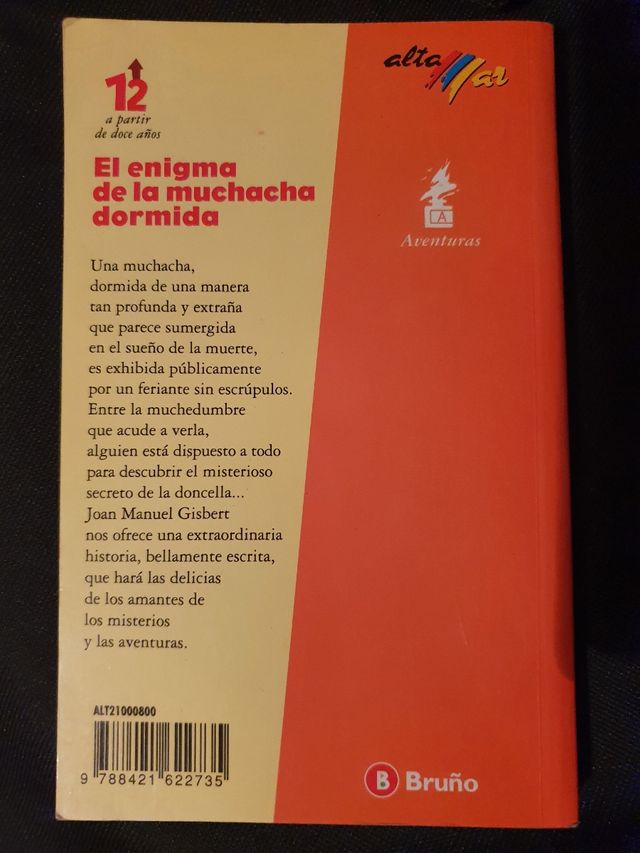 12
a partir
de doce años
alta
mar
A
Aventuras
El enigma
de la muchacha
dormida
Una muchacha,
dormida de una manera
tan profunda y extraña
que parece sumergida
en el sueño de la muerte,
es exhibida públicamente
por un feriante sin escrúpulos.
Entre la muchedumbre
que acude a verla,
alguien está dispuesto a todo
para descubrir el misterioso
secreto de la doncella...
Joan Manuel Gisbert
nos ofrece una extraordinaria
historia, bellamente escrita,
que hará las delicias
de los amantes de
los misterios
y las aventuras.
ALT21000800
9 788421 622735
B Bruño